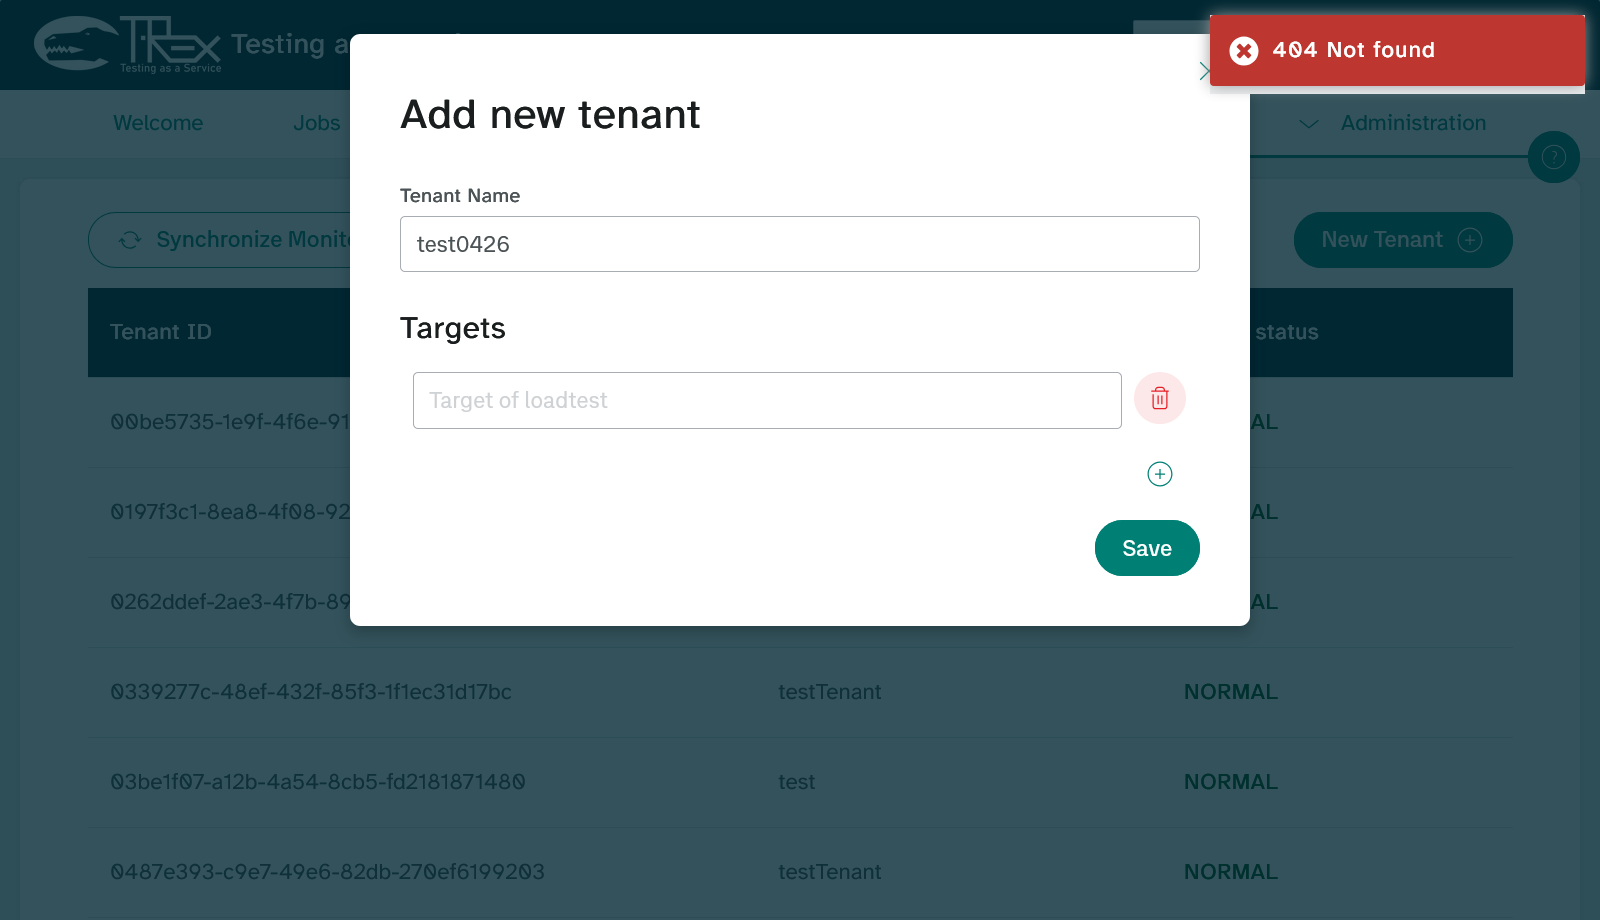 TRex
Testing as a Service
Testing a
404 Not found
Welcome
Jobs
Administration
?
Add new tenant
Tenant Name
test0426
Synchronize Monit
New Tenant
Targets
Tenant ID
status
Target of loadtest
00be5735-1e9f-4f6e-91
AL
0197f3c1-8ea8-4f08-92
AL
Save
0262ddef-2ae3-4f7b-89
AL
0339277c-48ef-432f-85f3-1f1ec31d17bc testTenant NORMAL
03be1f07-a12b-4a54-8cb5-fd2181871480 test NORMAL
0487e393-c9e7-49e6-82db-270ef6199203 testTenant NORMAL